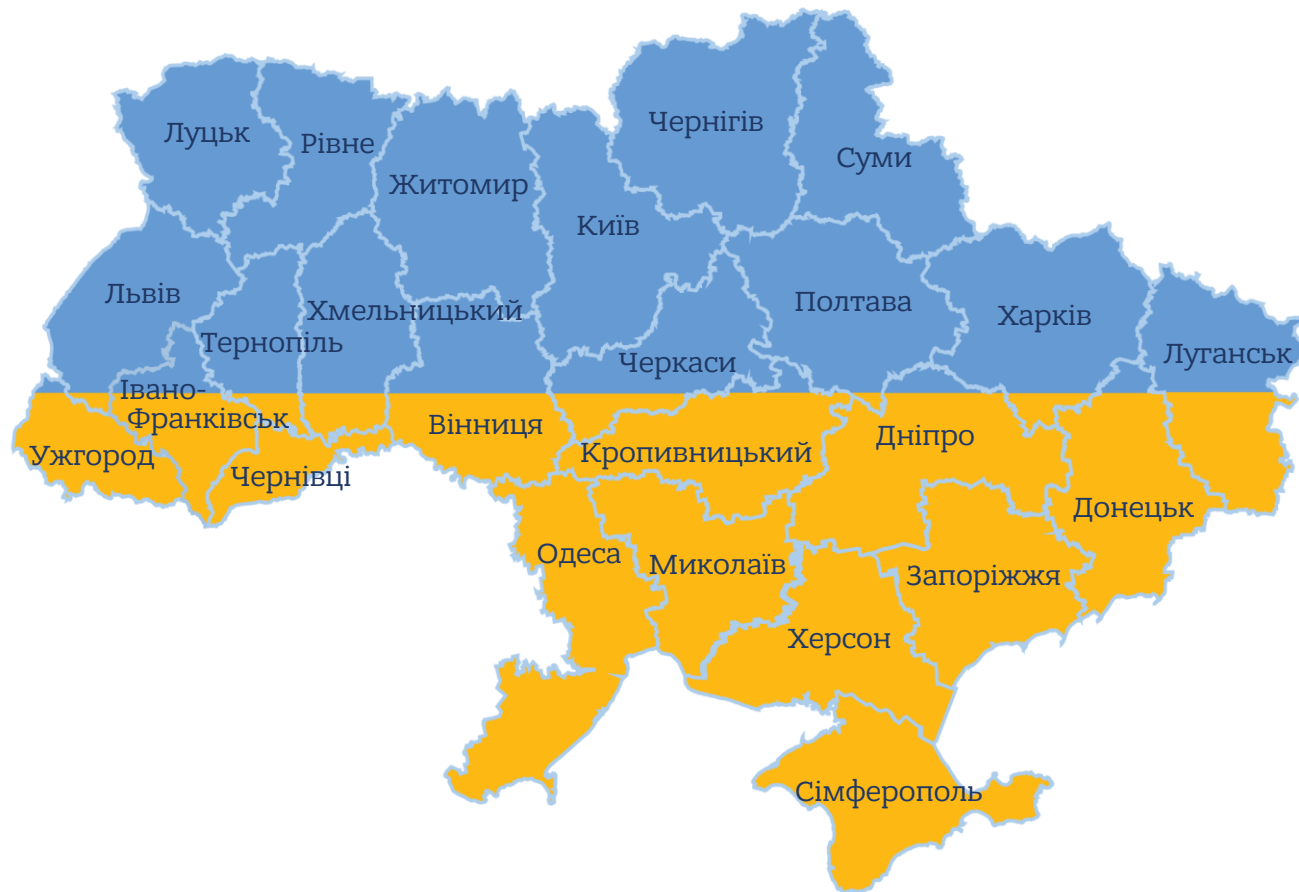 Чернігів
Луцьк
Рівне
Суми
Житомир
Київ
Львів
Хмельницький
Полтава
Харків
Тернопіль
Луганськ
Черкаси
Івано-
Франківськ
Вінниця
Дніпро
Ужгород
Кропивницький
Чернівці
Донецьк
Одеса
Миколаїв
Запоріжжя
Херсон
Сімферополь